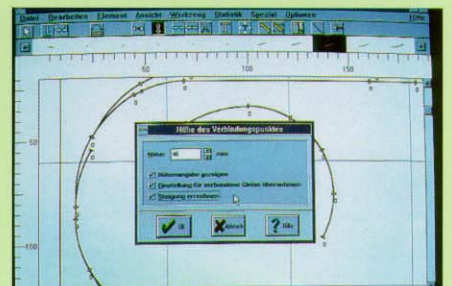 Datei Bearbeiten Element Ansicht Werkzeug Statistik Spezial Optionen Hilfe
50 100 150
50
Höhe des Verbindungspunktes
Höhe: 46 mm
Höhenangabe anzeigen
Einstellung für verbundene Gleise übernehmen
Steigung errechnen
OK Abbruch Hilfe
100